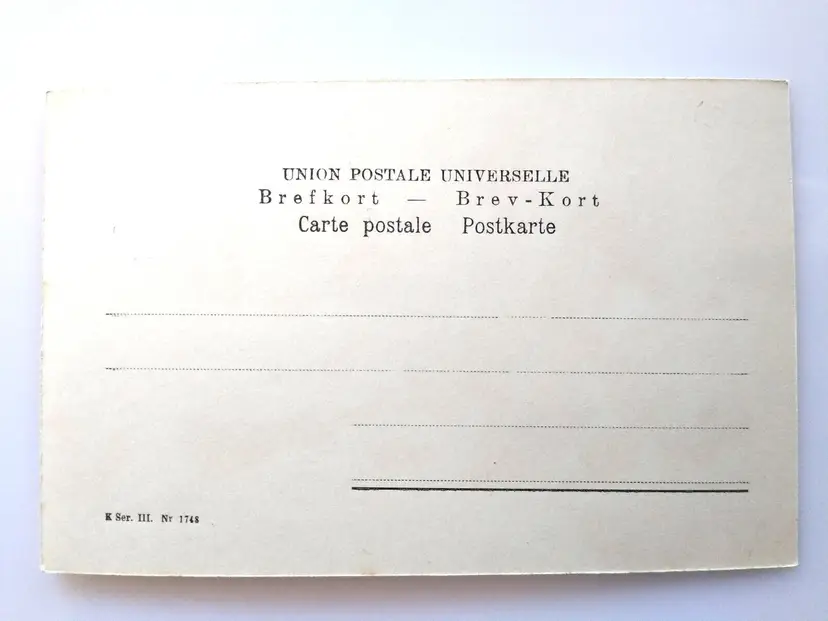 UNION POSTALE UNIVERSELLE
Brefkort — Brev-Kort
Carte postale Postkarte
K Ser. III. Nr 1748